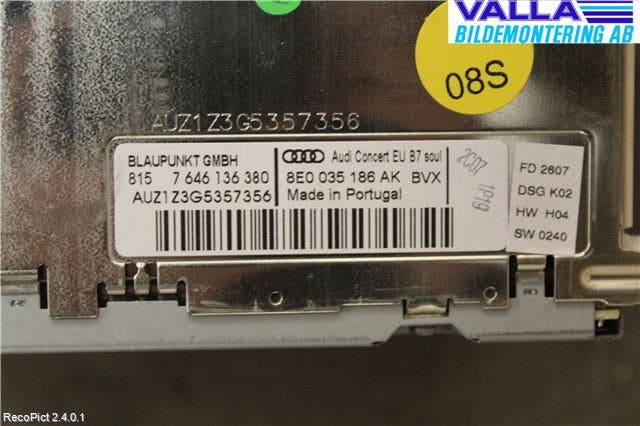 VALLA
BILDEMONTERING AB
08S
AUZ1Z3G5357356
BLAUPUNKT GMBH
815 7 646 136 380
AUZ1Z3G5357356
Audi Concert EU B7 soul
8E0 035 186 AK BVX
Made in Portugal
2C07
1P19
FD 2607
DSG K02
HW H04
SW 0240
RecoPict 2.4.0.1